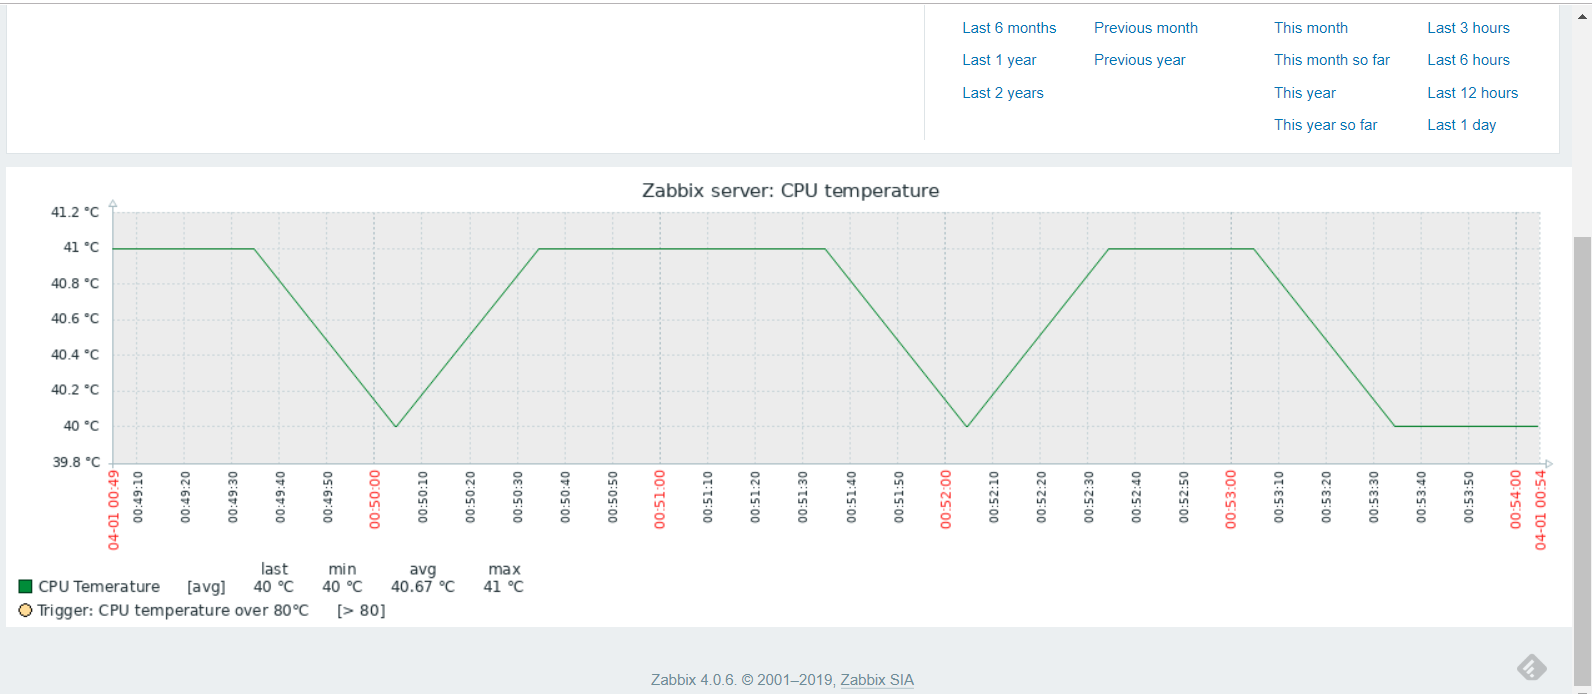 Last 6 months Previous month This month Last 3 hours
Last 1 year Previous year This month so far Last 6 hours
Last 2 years This year Last 12 hours
This year so far Last 1 day
Zabbix server: CPU temperature
41.2 °C
41 °C
40.8 °C
40.6 °C
40.4 °C
40.2 °C
40 °C
39.8 °C
04-01 00:49 00:49:10 00:49:20 00:49:30 00:49:40 00:49:50 00:50:00 00:50:10 00:50:20 00:50:30 00:50:40 00:50:50 00:51:00 00:51:10 00:51:20 00:51:30 00:51:40 00:51:50 00:52:00 00:52:10 00:52:20 00:52:30 00:52:40 00:52:50 00:53:00 00:53:10 00:53:20 00:53:30 00:53:40 00:53:50 00:54:00 04-01 00:54
last min avg max
CPU Temerature [avg] 40 °C 40 °C 40.67 °C 41 °C
Trigger: CPU temperature over 80°C [> 80]
Zabbix 4.0.6. © 2001–2019, Zabbix SIA